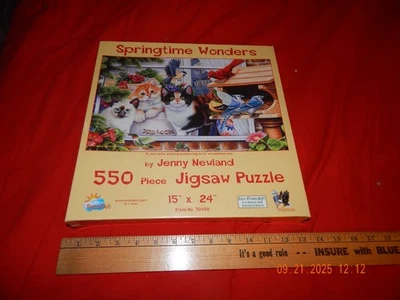 Springtime Wonders
by Jenny Newland
550 Piece Jigsaw Puzzle
15" x 24"
SunsOut
it's a good rule -- INSURE with BLUE
09.21.2025 12.12